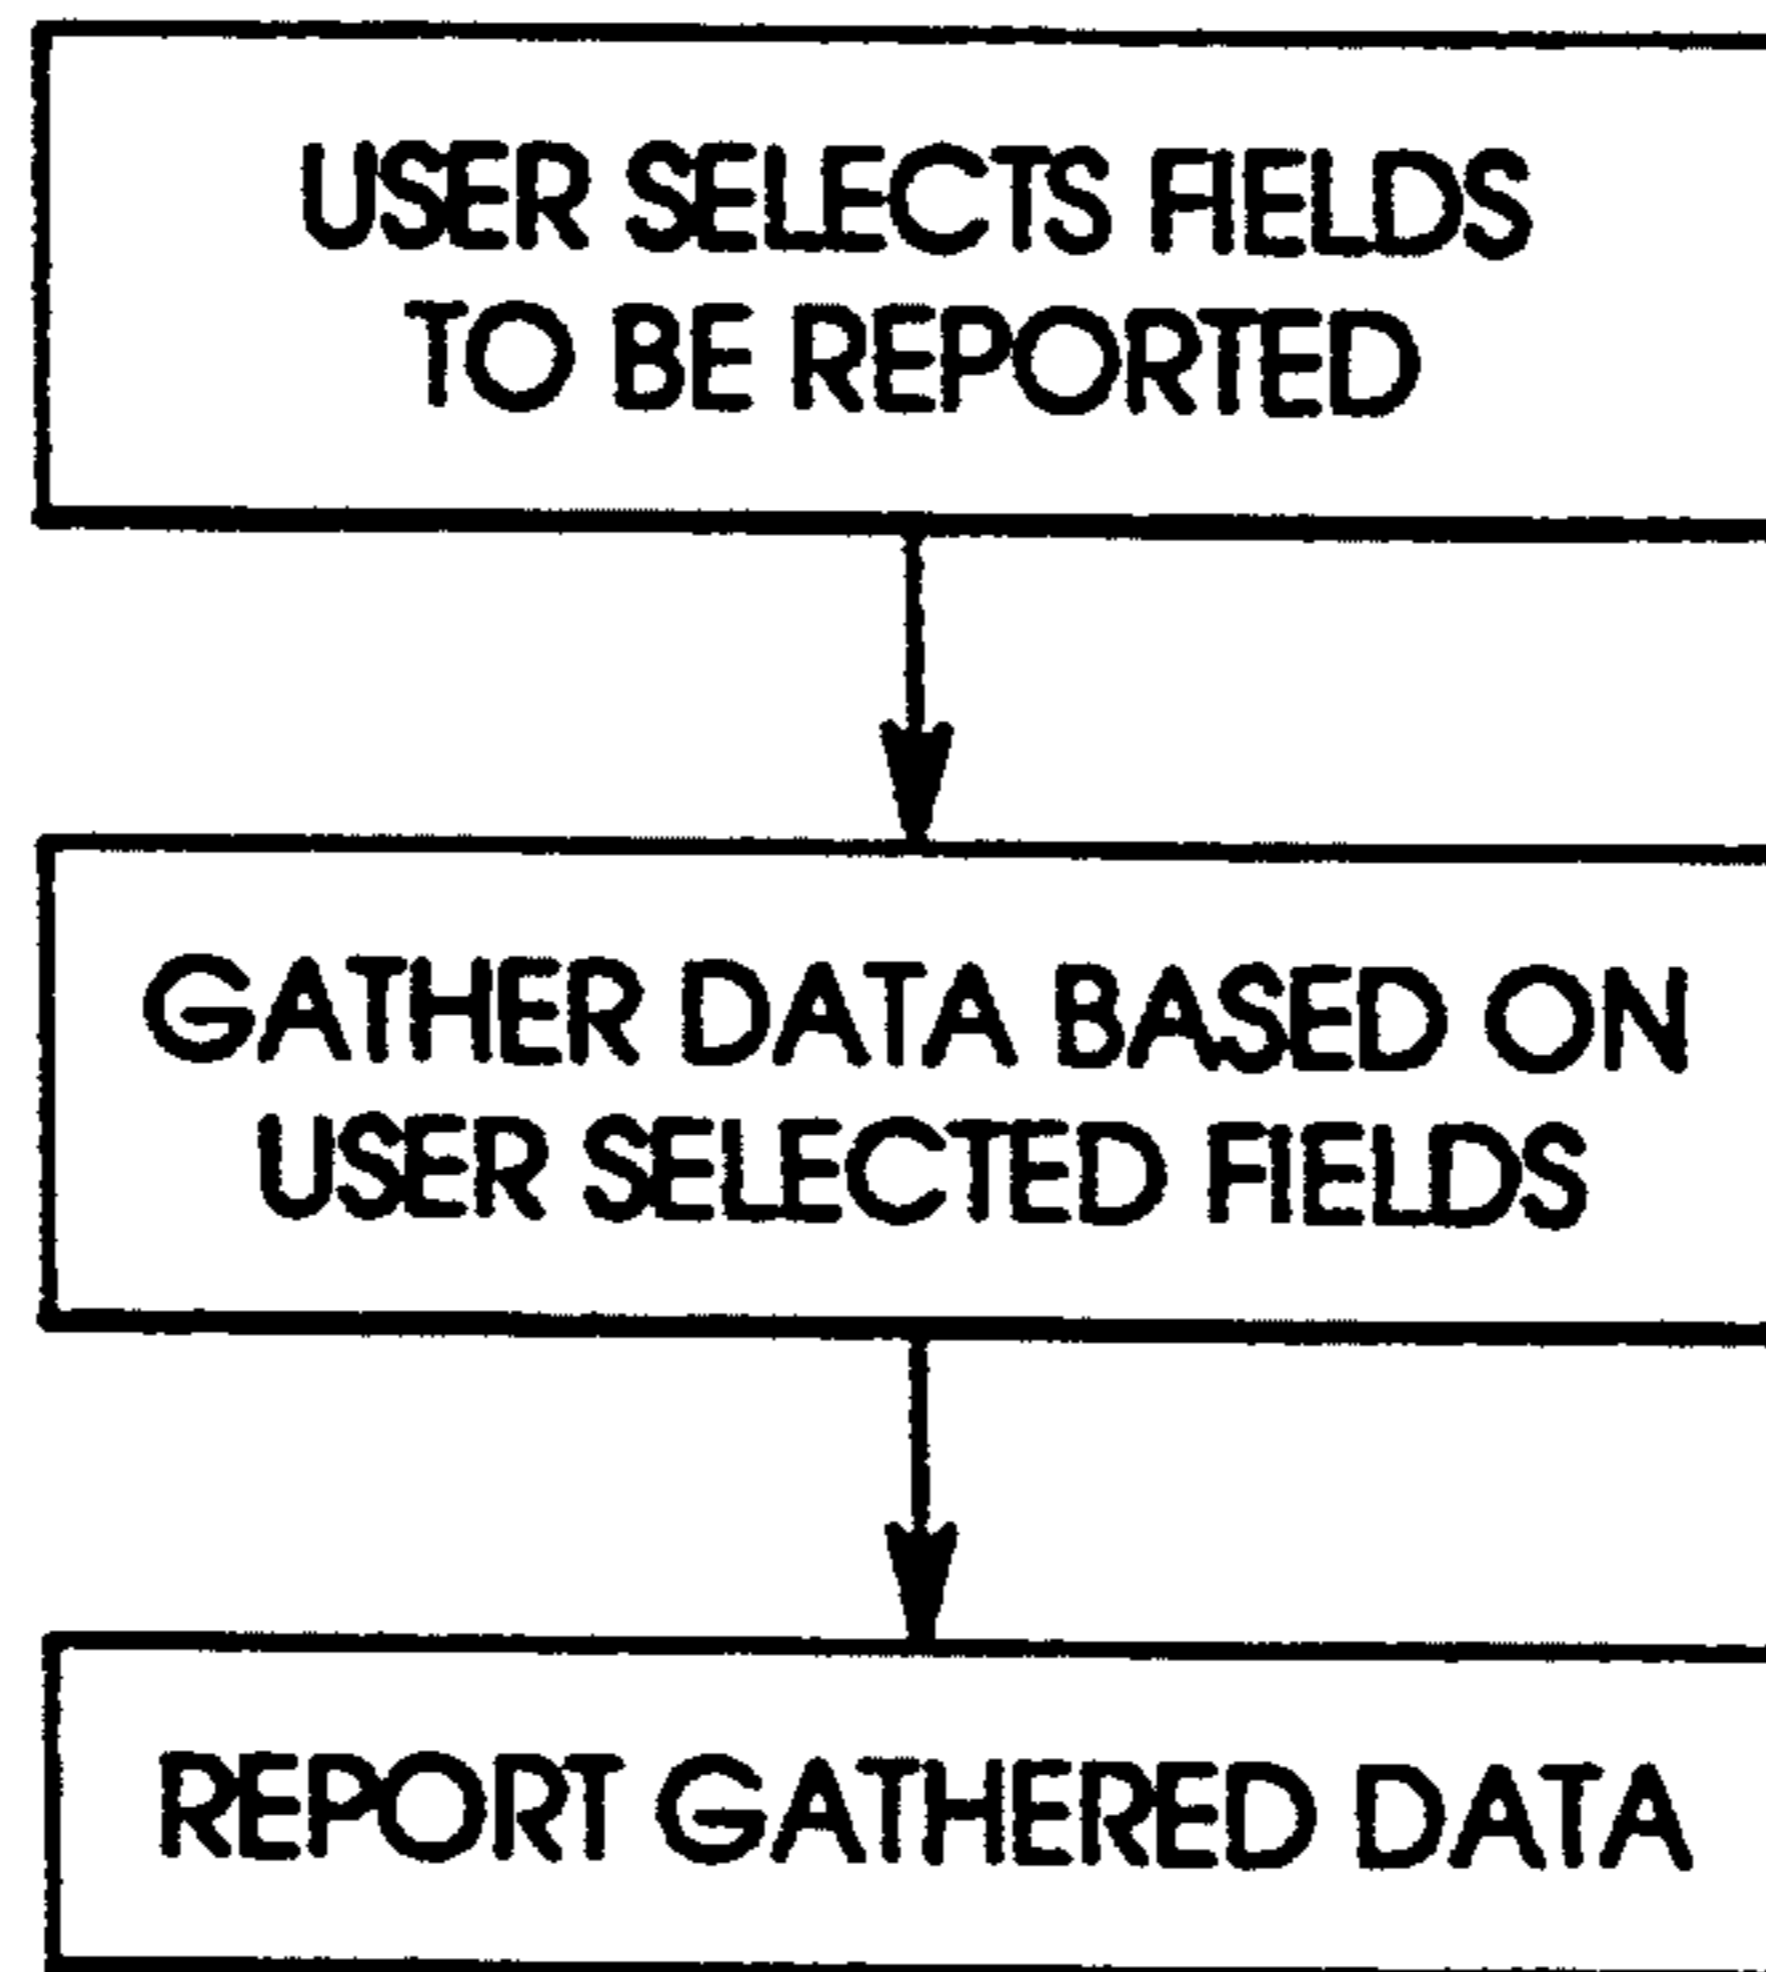 USER SELECTS FIELDS
TO BE REPORTED
GATHER DATA BASED ON
USER SELECTED FIELDS
REPORT GATHERED DATA